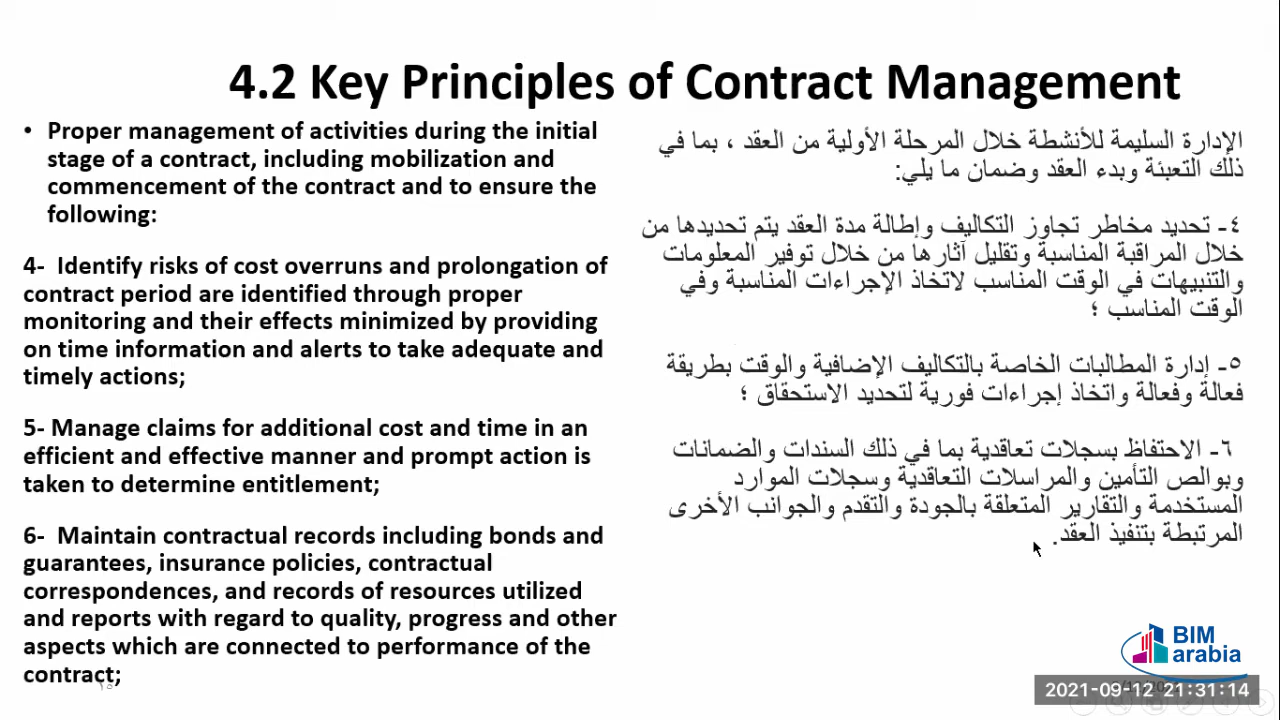 4.2 Key Principles of Contract Management
• Proper management of activities during the initial
stage of a contract, including mobilization and
commencement of the contract and to ensure the
following:
4- Identify risks of cost overruns and prolongation of
contract period are identified through proper
monitoring and their effects minimized by providing
on time information and alerts to take adequate and
timely actions;
5- Manage claims for additional cost and time in an
efficient and effective manner and prompt action is
taken to determine entitlement;
6- Maintain contractual records including bonds and
guarantees, insurance policies, contractual
correspondences, and records of resources utilized
and reports with regard to quality, progress and other
aspects which are connected to performance of the
contract;
الإدارة السليمة للأنشطة خلال المرحلة الأولية من العقد ، بما في
ذلك التعبئة وبدء العقد وضمان ما يلي:
٤- تحديد مخاطر تجاوز التكاليف وإطالة مدة العقد يتم تحديدها من
خلال المراقبة المناسبة وتقليل آثارها من خلال توفير المعلومات
والتنبيهات في الوقت المناسب لاتخاذ الإجراءات المناسبة وفي
الوقت المناسب ؛
٥- إدارة المطالبات الخاصة بالتكاليف الإضافية والوقت بطريقة
فعالة وفعالة واتخاذ إجراءات فورية لتحديد الاستحقاق ؛
٦- الاحتفاظ بسجلات تعاقدية بما في ذلك السندات والضمانات
وبوالص التأمين والمراسلات التعاقدية وسجلات الموارد
المستخدمة والتقارير المتعلقة بالجودة والتقدم والجوانب الأخرى
المرتبطة بتنفيذ العقد.
١٥
BIM
arabia
2021-09-12 21:31:14